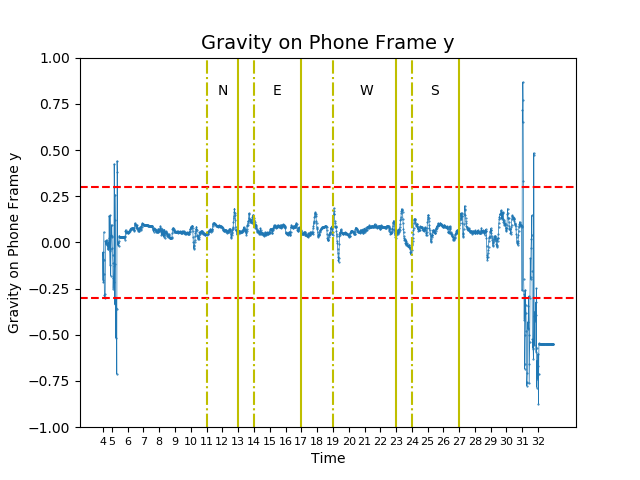 Gravity on Phone Frame y
1.00
0.75
0.50
0.25
0.00
−0.25
−0.50
−0.75
−1.00
Gravity on Phone Frame y
N E W S
4 5 6 7 8 9 10 11 12 13 14 15 16 17 18 19 20 21 22 23 24 25 26 27 28 29 30 31 32
Time